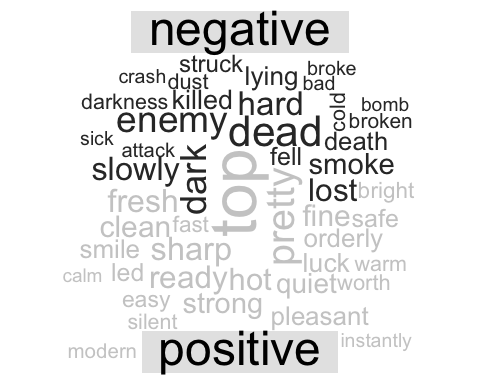 negative
struck
crash dust lying broke
bad
darkness killed hard cold bomb
enemy dead broken
sick attack death
slowly dark fell smoke
top pretty lost bright
fresh fine safe
clean fast orderly
smile sharp luck warm
calm led ready hot quiet worth
easy strong
silent pleasant
modern positive instantly